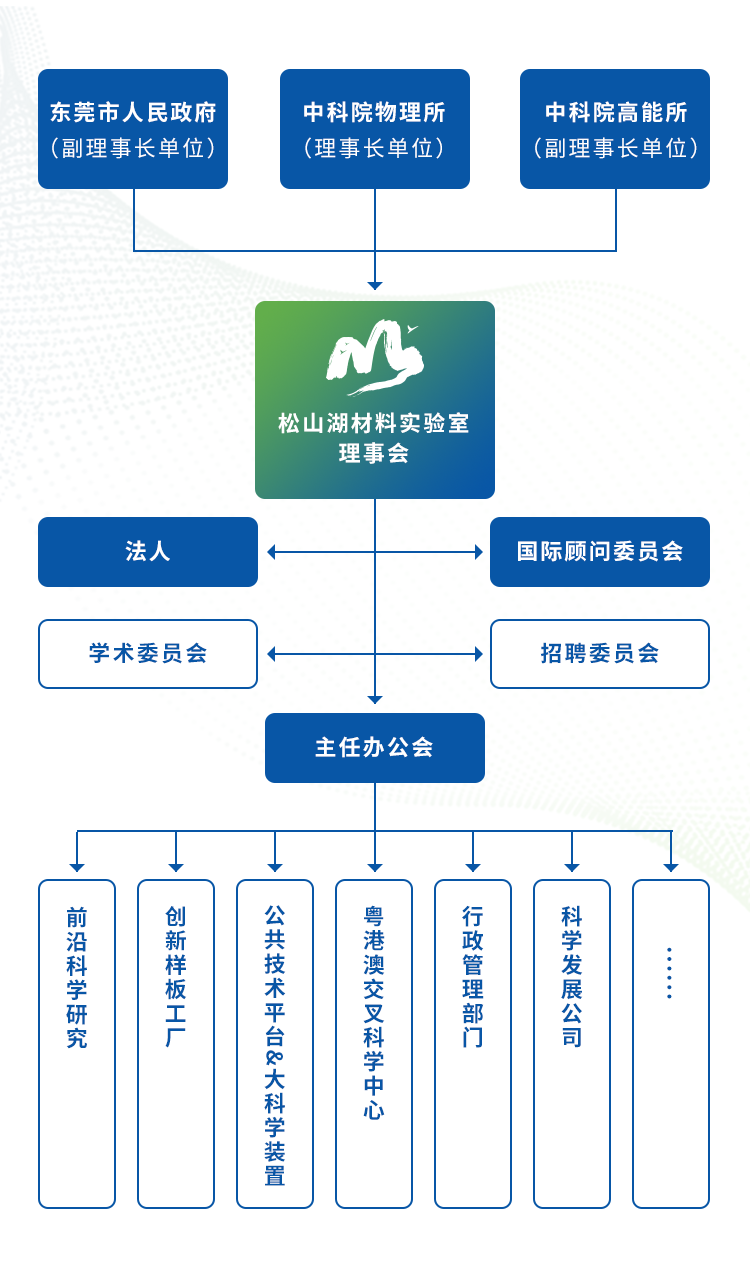 东莞市人民政府
（副理事长单位）
中科院物理所
（理事长单位）
中科院高能所
（副理事长单位）
松山湖材料实验室
理事会
法人
国际顾问委员会
学术委员会
招聘委员会
主任办公会
前沿科学研究
创新样板工厂
公共技术平台&大科学装置
粤港澳交叉科学中心
行政管理部门
科学发展公司
……